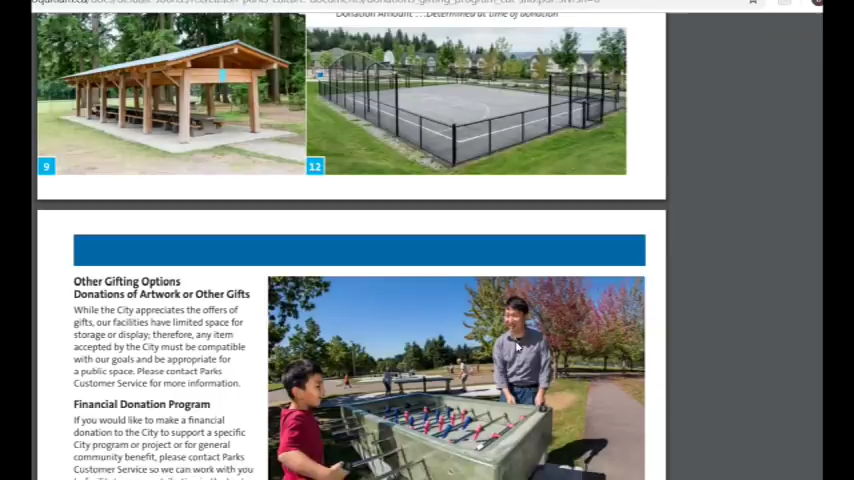 Donation Amount ....Determined at time of donation
9
12
Other Gifting Options
Donations of Artwork or Other Gifts
While the City appreciates the offers of
gifts, our facilities have limited space for
storage or display; therefore, any item
accepted by the City must be compatible
with our goals and be appropriate for
a public space. Please contact Parks
Customer Service for more information.
Financial Donation Program
If you would like to make a financial
donation to the City to support a specific
City program or project or for general
community benefit, please contact Parks
Customer Service so we can work with you